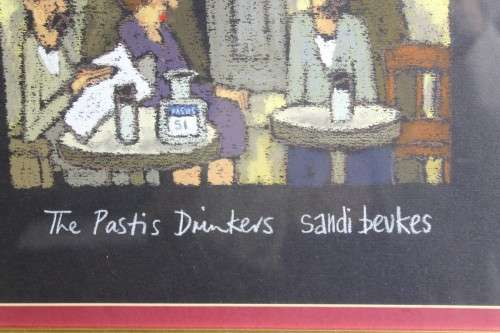 PASTIS
51
The Pastis Drinkers sandi beukes